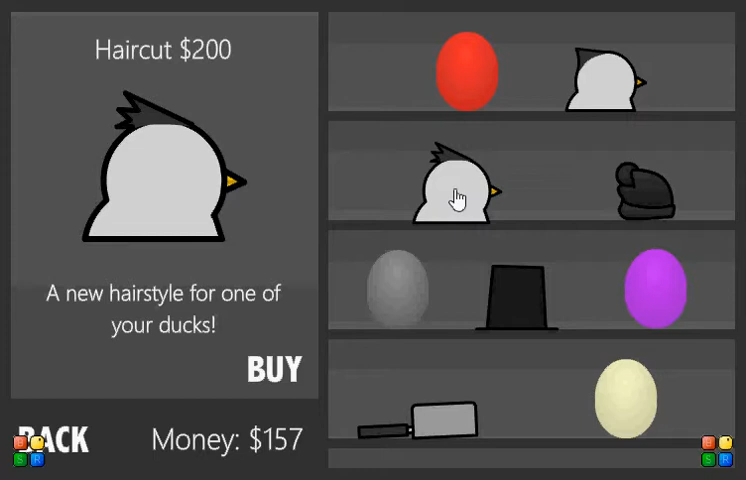 Haircut $200
A new hairstyle for one of
your ducks!
BUY
BACK
Money: $157
B
S R
B
S R